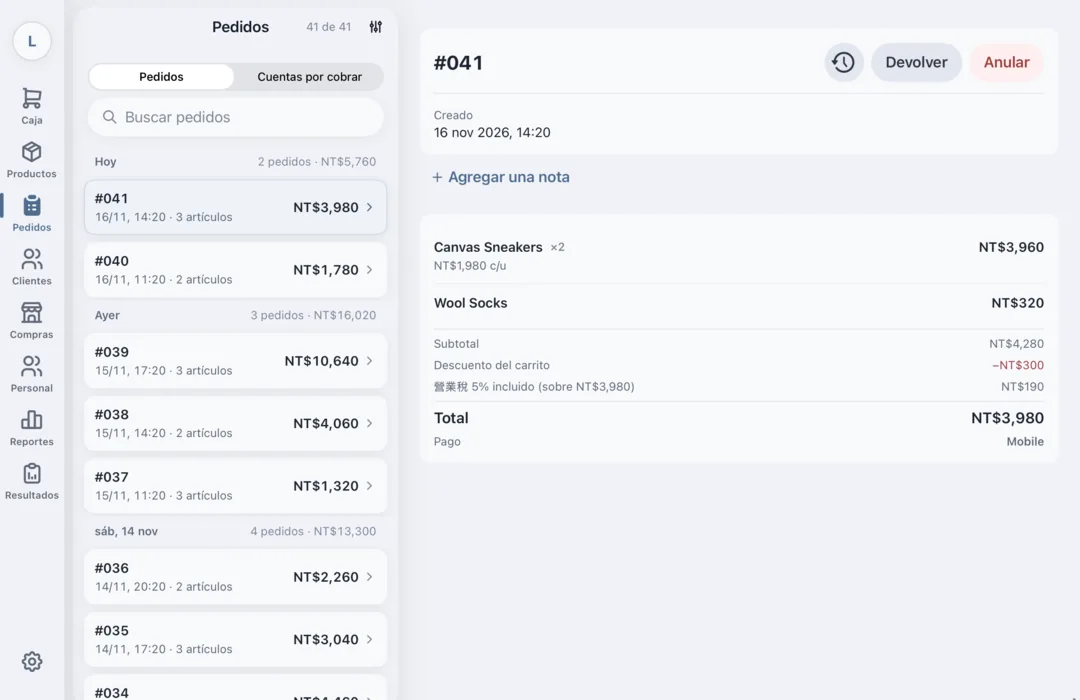 L
Caja
Productos
Pedidos
Clientes
Compras
Personal
Reportes
Resultados
Pedidos
41 de 41
Pedidos
Cuentas por cobrar
Buscar pedidos
Hoy
2 pedidos · NT$5,760
#041
16/11, 14:20 · 3 artículos
NT$3,980
#040
16/11, 11:20 · 2 artículos
NT$1,780
Ayer
3 pedidos · NT$16,020
#039
15/11, 17:20 · 3 artículos
NT$10,640
#038
15/11, 14:20 · 2 artículos
NT$4,060
#037
15/11, 11:20 · 3 artículos
NT$1,320
sáb, 14 nov
4 pedidos · NT$13,300
#036
14/11, 20:20 · 2 artículos
NT$2,260
#035
14/11, 17:20 · 3 artículos
NT$3,040
#034
#041
Devolver
Anular
Creado
16 nov 2026, 14:20
+ Agregar una nota
Canvas Sneakers ×2
NT$3,960
NT$1,980 c/u
Wool Socks
NT$320
Subtotal
NT$4,280
Descuento del carrito
−NT$300
營業稅 5% incluido (sobre NT$3,980)
NT$190
Total
NT$3,980
Pago
Mobile